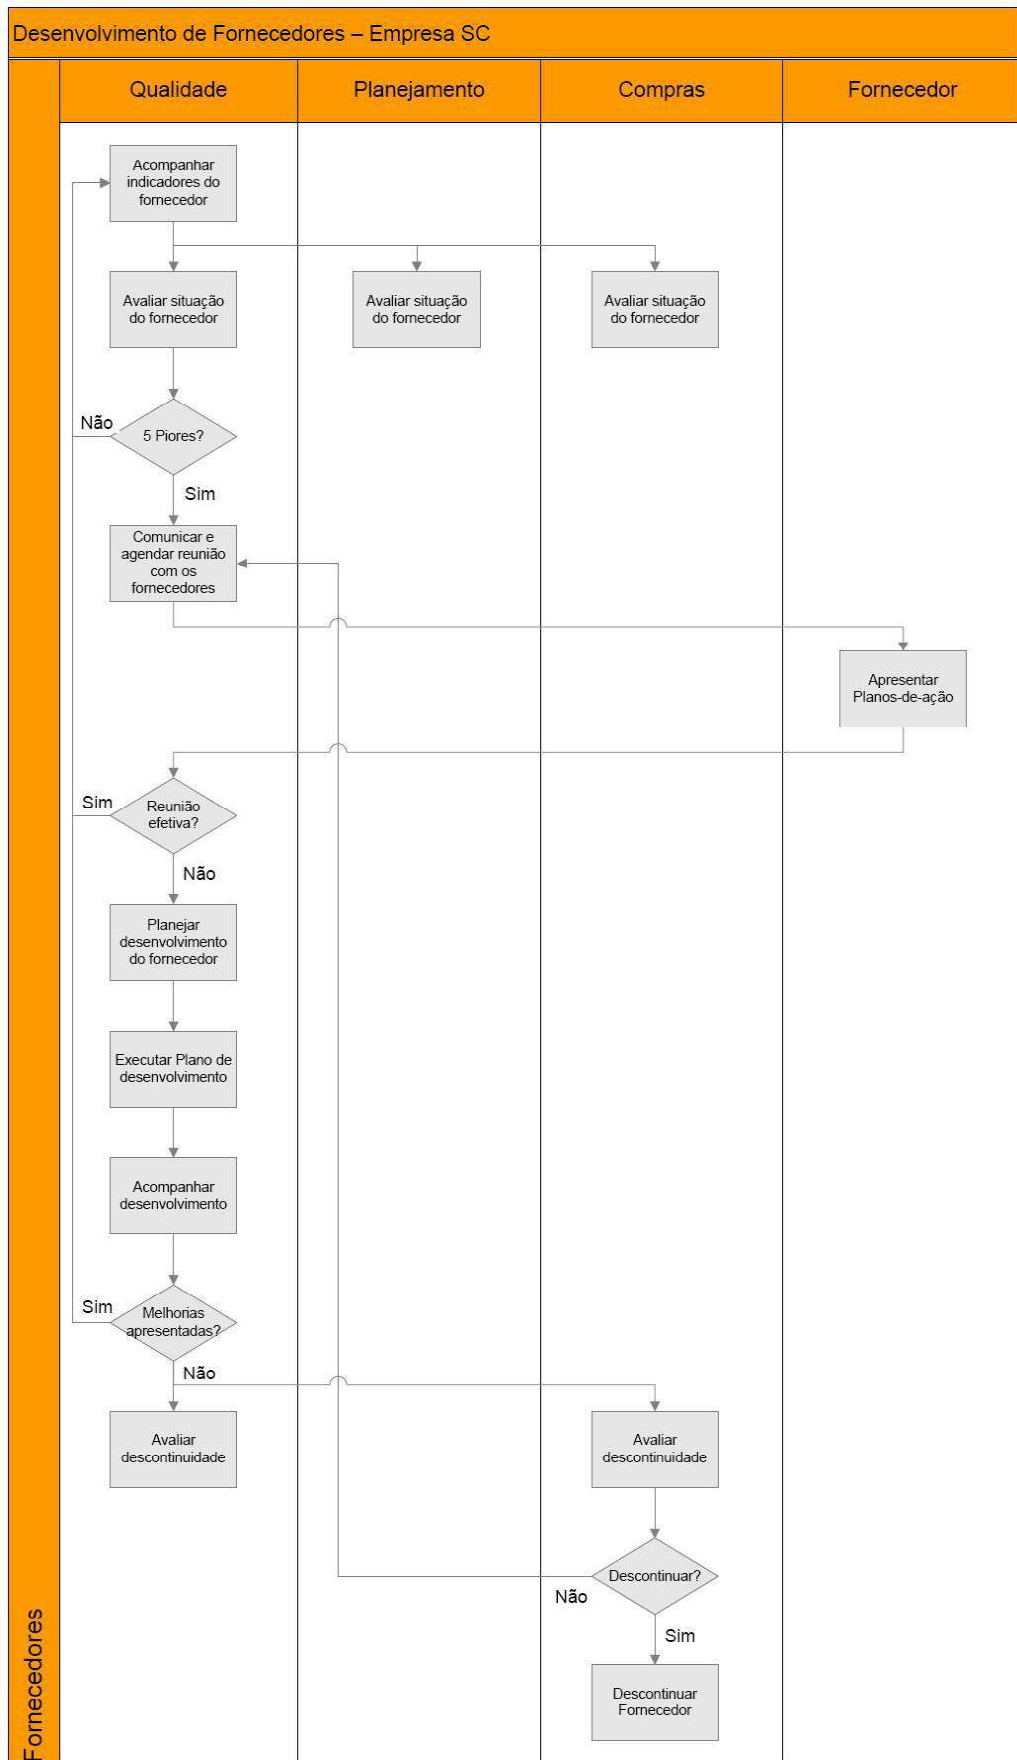 Desenvolvimento de Fornecedores – Empresa SC
Qualidade
Planejamento
Compras
Fornecedor
Acompanhar
indicadores do
fornecedor
Avaliar situação
do fornecedor
Avaliar situação
do fornecedor
Avaliar situação
do fornecedor
Não
5 Piores?
Sim
Comunicar e
agendar reunião
com os
fornecedores
Apresentar
Planos-de-ação
Sim
Reunião
efetiva?
Não
Planejar
desenvolvimento
do fornecedor
Executar Plano de
desenvolvimento
Acompanhar
desenvolvimento
Sim
Melhorias
apresentadas?
Não
Avaliar
descontinuidade
Avaliar
descontinuidade
Descontinuar?
Não
Sim
Descontinuar
Fornecedor
Fornecedores